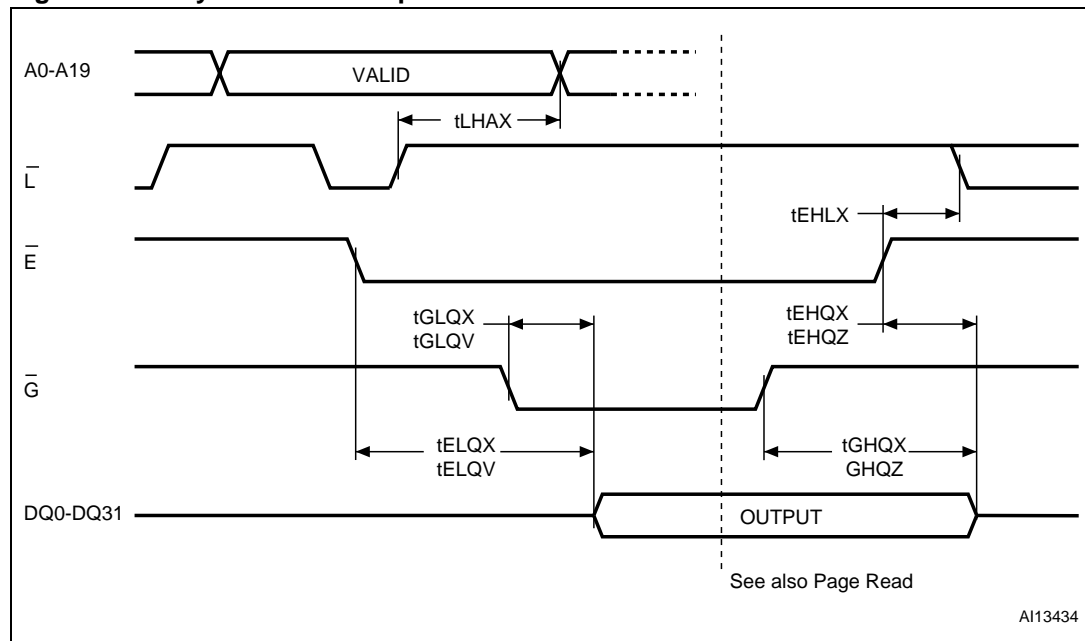 A0-A19
VALID
tLHAX
L
tEHLX
E
tGLQX
tGLQV
tEHQX
tEHQZ
G
tELQX
tELQV
tGHQX
GHQZ
DQ0-DQ31
OUTPUT
See also Page Read
AI13434